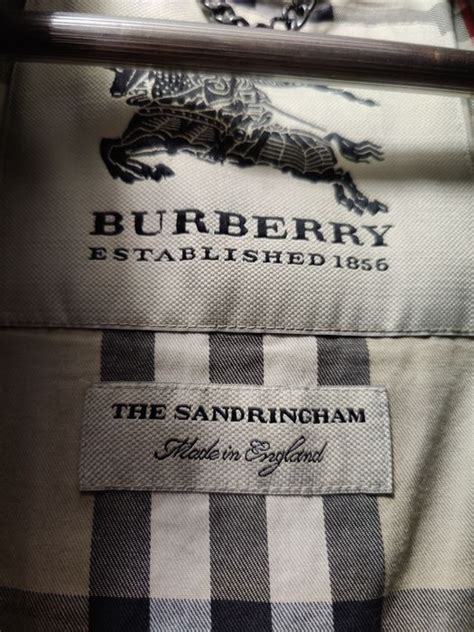 BURBERRY
ESTABLISHED 1856
THE SANDRINGHAM
Made in England